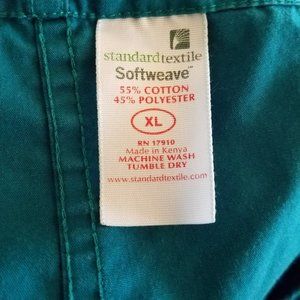 standardtextile
Softweave™
55% COTTON
45% POLYESTER
XL
RN 17910
Made in Kenya
MACHINE WASH
TUMBLE DRY
www.standardtextile.com